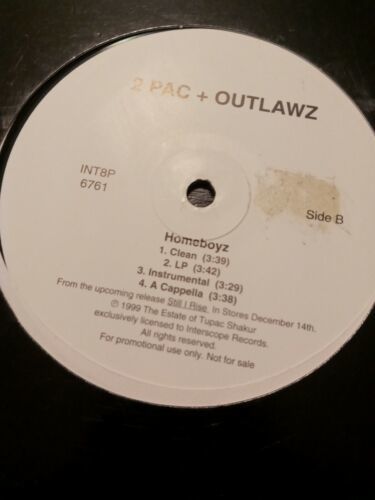 2 PAC + OUTLAWZ
INT8P
6761
Side B
Homeboyz
1. Clean (3:39)
2. LP (3:42)
3. Instrumental (3:29)
4. A Cappella (3:38)
From the upcoming release Still I Rise. In Stores December 14th.
℗ 1999 The Estate of Tupac Shakur
exclusively licensed to Interscope Records.
All rights reserved.
For promotional use only. Not for sale